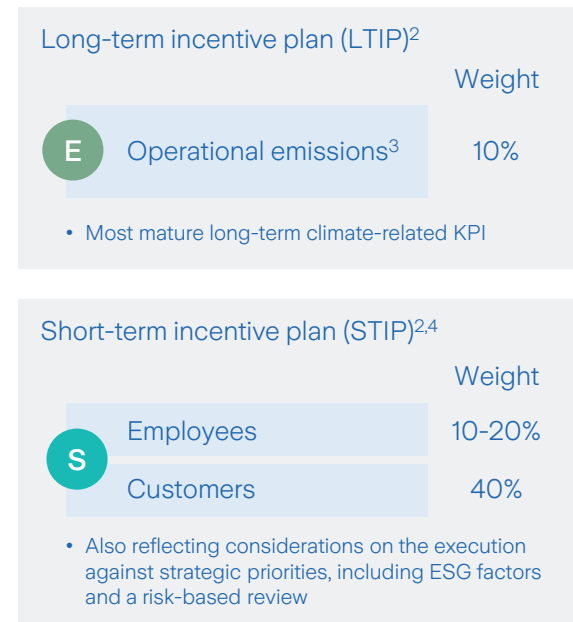 Long-term incentive plan (LTIP)2
Weight
E Operational emissions3 10%
• Most mature long-term climate-related KPI
Short-term incentive plan (STIP)2,4
Weight
Employees 10-20%
S
Customers 40%
• Also reflecting considerations on the execution
against strategic priorities, including ESG factors
and a risk-based review